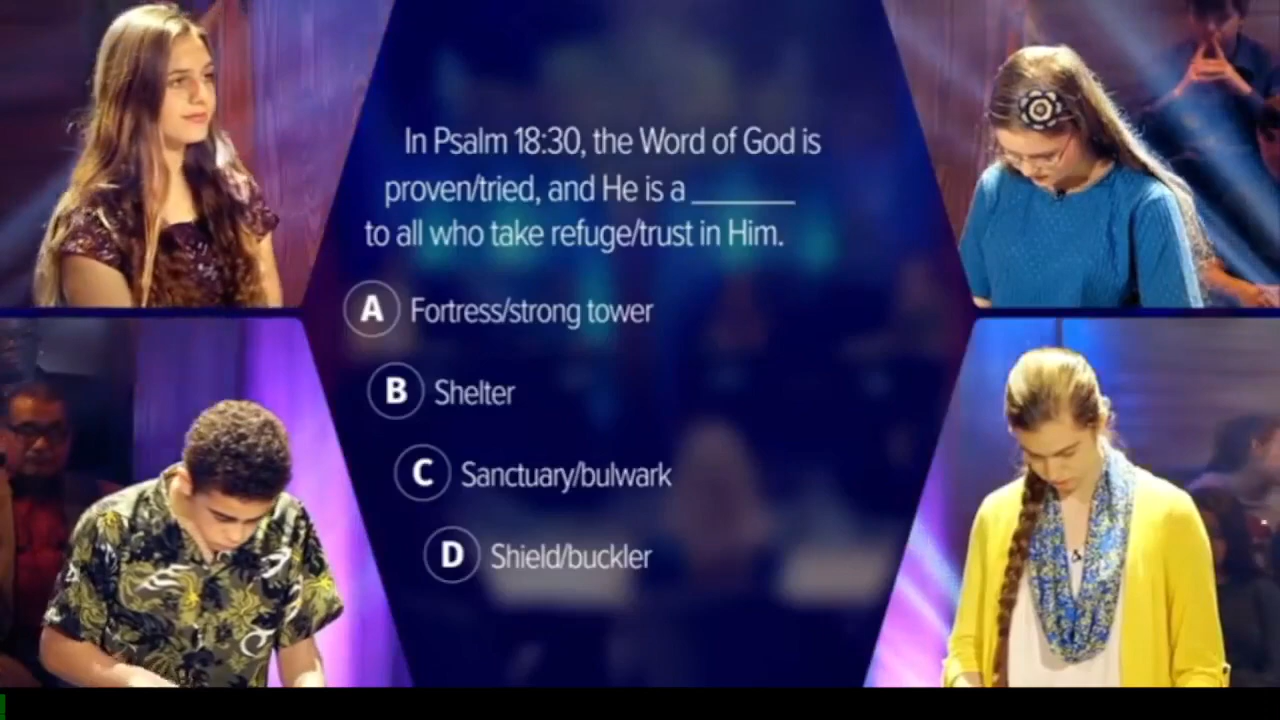 In Psalm 18:30, the Word of God is
proven/tried, and He is a ______
to all who take refuge/trust in Him.
A Fortress/strong tower
B Shelter
C Sanctuary/bulwark
D Shield/buckler